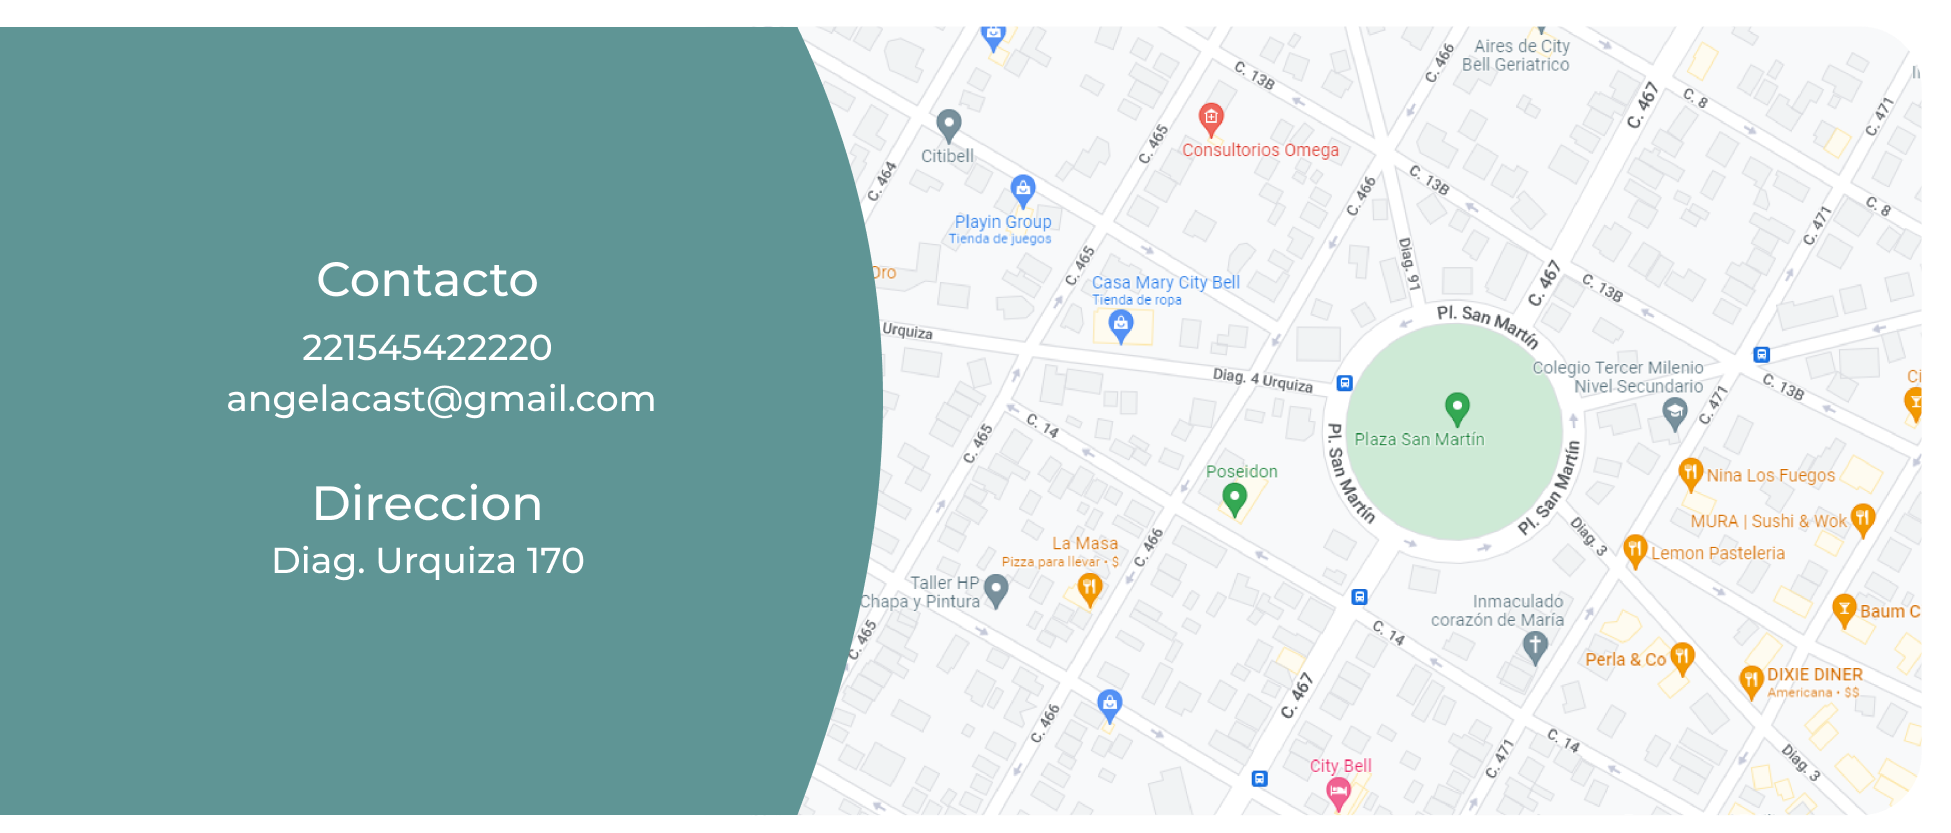 Contacto
221545422220
angelacast@gmail.com
Direccion
Diag. Urquiza 170
Aires de City
Bell Geriatrico
C. 466
C. 13B
C. 467
C. 8
C. 471
Consultorios Omega
C. 465
Citibell
C. 464
C. 13B
C. 466
C. 8
C. 471
Playin Group
Tienda de juegos
Diag. 91
C. 465
Oro
Casa Mary City Bell
Tienda de ropa
C. 467
C. 13B
Pl. San Martín
Urquiza
Diag. 4 Urquiza
Colegio Tercer Milenio
Nivel Secundario
C. 13B
C. 471
Ci
C. 14
C. 465
Plaza San Martín
Pl. San Martín
Pl. San Martín
Poseidon
Nina Los Fuegos
MURA | Sushi & Wok
Lemon Pasteleria
Diag. 3
La Masa
Pizza para llevar • $
C. 466
Taller HP
Chapa y Pintura
Inmaculado
corazón de María
Baum C
C. 14
C. 465
Perla & Co
DIXIE DINER
Americana • $$
C. 467
C. 466
C. 14
C. 471
Diag. 3
City Bell